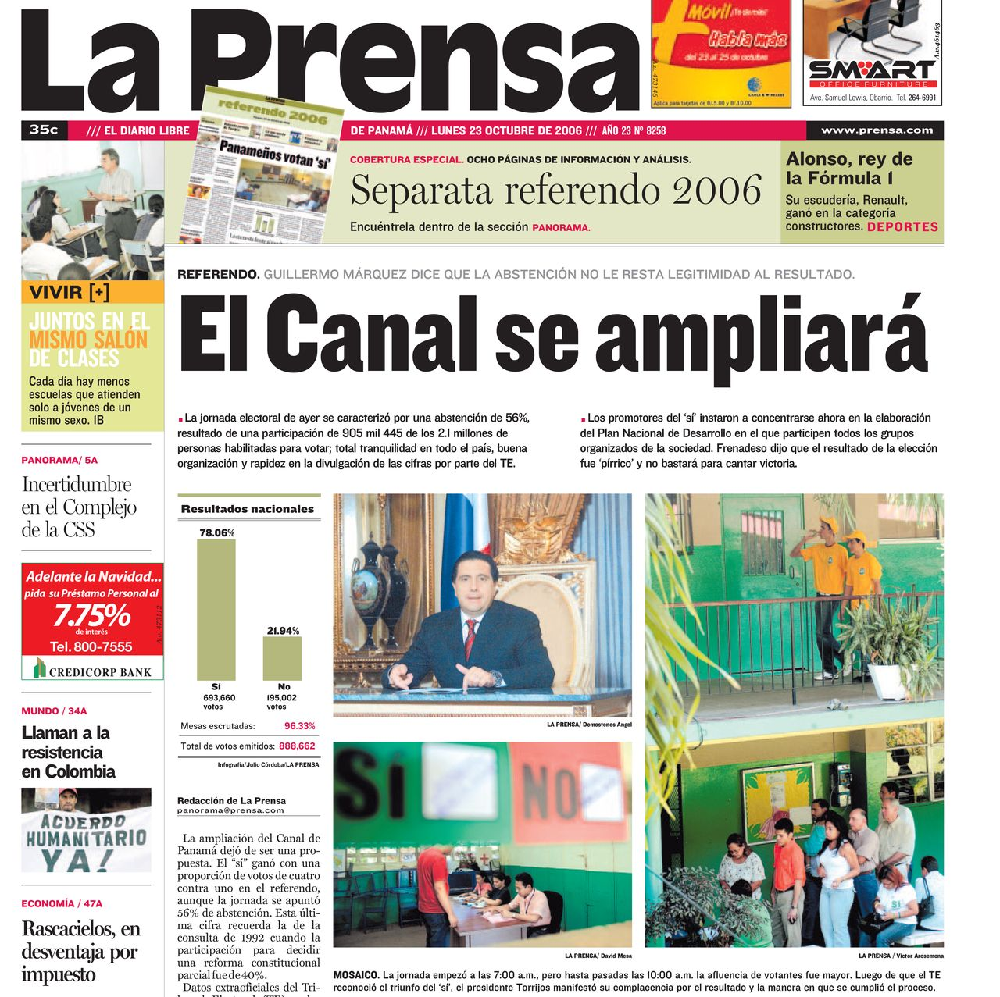 La Prensa
Móvil
Habla más
del 23 al 25 de octubre
CABLE & WIRELESS
Aplica para tarjetas de B/.5.00 y B/.10.00
A.v. 473146
SMART
OFFICE FURNITURE
Ave. Samuel Lewis, Obarrio. Tel. 264-6991
A.v.461463
35c
/// EL DIARIO LIBRE DE PANAMÁ /// LUNES 23 OCTUBRE DE 2006 /// AÑO 23 Nº 8258
www.prensa.com
La Prensa
referendo 2006
Panameños votan ‘sí’
COBERTURA ESPECIAL. OCHO PÁGINAS DE INFORMACIÓN Y ANÁLISIS.
Separata referendo 2006
Encuéntrela dentro de la sección PANORAMA.
Alonso, rey de
la Fórmula 1
Su escudería, Renault,
ganó en la categoría
constructores. DEPORTES
VIVIR [+]
JUNTOS EN EL
MISMO SALÓN
DE CLASES
Cada día hay menos
escuelas que atienden
solo a jóvenes de un
mismo sexo. IB
PANORAMA/ 5A
Incertidumbre
en el Complejo
de la CSS
Adelante la Navidad...
pida su Préstamo Personal al
7.75%
de interés
Tel. 800-7555
A.v. 473112
CREDICORP BANK
MUNDO / 34A
Llaman a la
resistencia
en Colombia
ACUERDO
HUMANITARIO
YA!
ECONOMÍA / 47A
Rascacielos, en
desventaja por
impuesto
REFERENDO. GUILLERMO MÁRQUEZ DICE QUE LA ABSTENCIÓN NO LE RESTA LEGITIMIDAD AL RESULTADO.
El Canal se ampliará
La jornada electoral de ayer se caracterizó por una abstención de 56%,
resultado de una participación de 905 mil 445 de los 2.1 millones de
personas habilitadas para votar; total tranquilidad en todo el país, buena
organización y rapidez en la divulgación de las cifras por parte del TE.
Los promotores del ‘sí’ instaron a concentrarse ahora en la elaboración
del Plan Nacional de Desarrollo en el que participen todos los grupos
organizados de la sociedad. Frenadeso dijo que el resultado de la elección
fue ‘pírrico’ y no bastará para cantar victoria.
Resultados nacionales
78.06%
21.94%
Sí No
693,660 195,002
votos votos
Mesas escrutadas: 96.33%
Total de votos emitidos: 888,662
Infografía/Julio Córdoba/LA PRENSA
Redacción de La Prensa
panorama@prensa.com
La ampliación del Canal de
Panamá dejó de ser una pro-
puesta. El “sí” ganó con una
proporción de votos de cuatro
contra uno en el referendo,
aunque la jornada se apuntó
56% de abstención. Esta últi-
ma cifra recuerda la de la
consulta de 1992 cuando la
participación para decidir
una reforma constitucional
parcial fue de 40%.
Datos extraoficiales del Tri-
LA PRENSA/ Demostenes Angel
SÍ NO
LA PRENSA/ David Mesa
SÍ
LA PRENSA / Victor Arosemena
MOSAICO. La jornada empezó a las 7:00 a.m., pero hasta pasadas las 10:00 a.m. la afluencia de votantes fue mayor. Luego de que el TE
reconoció el triunfo del ‘sí’, el presidente Torrijos manifestó su complacencia por el resultado y la manera en que se cumplió el proceso.